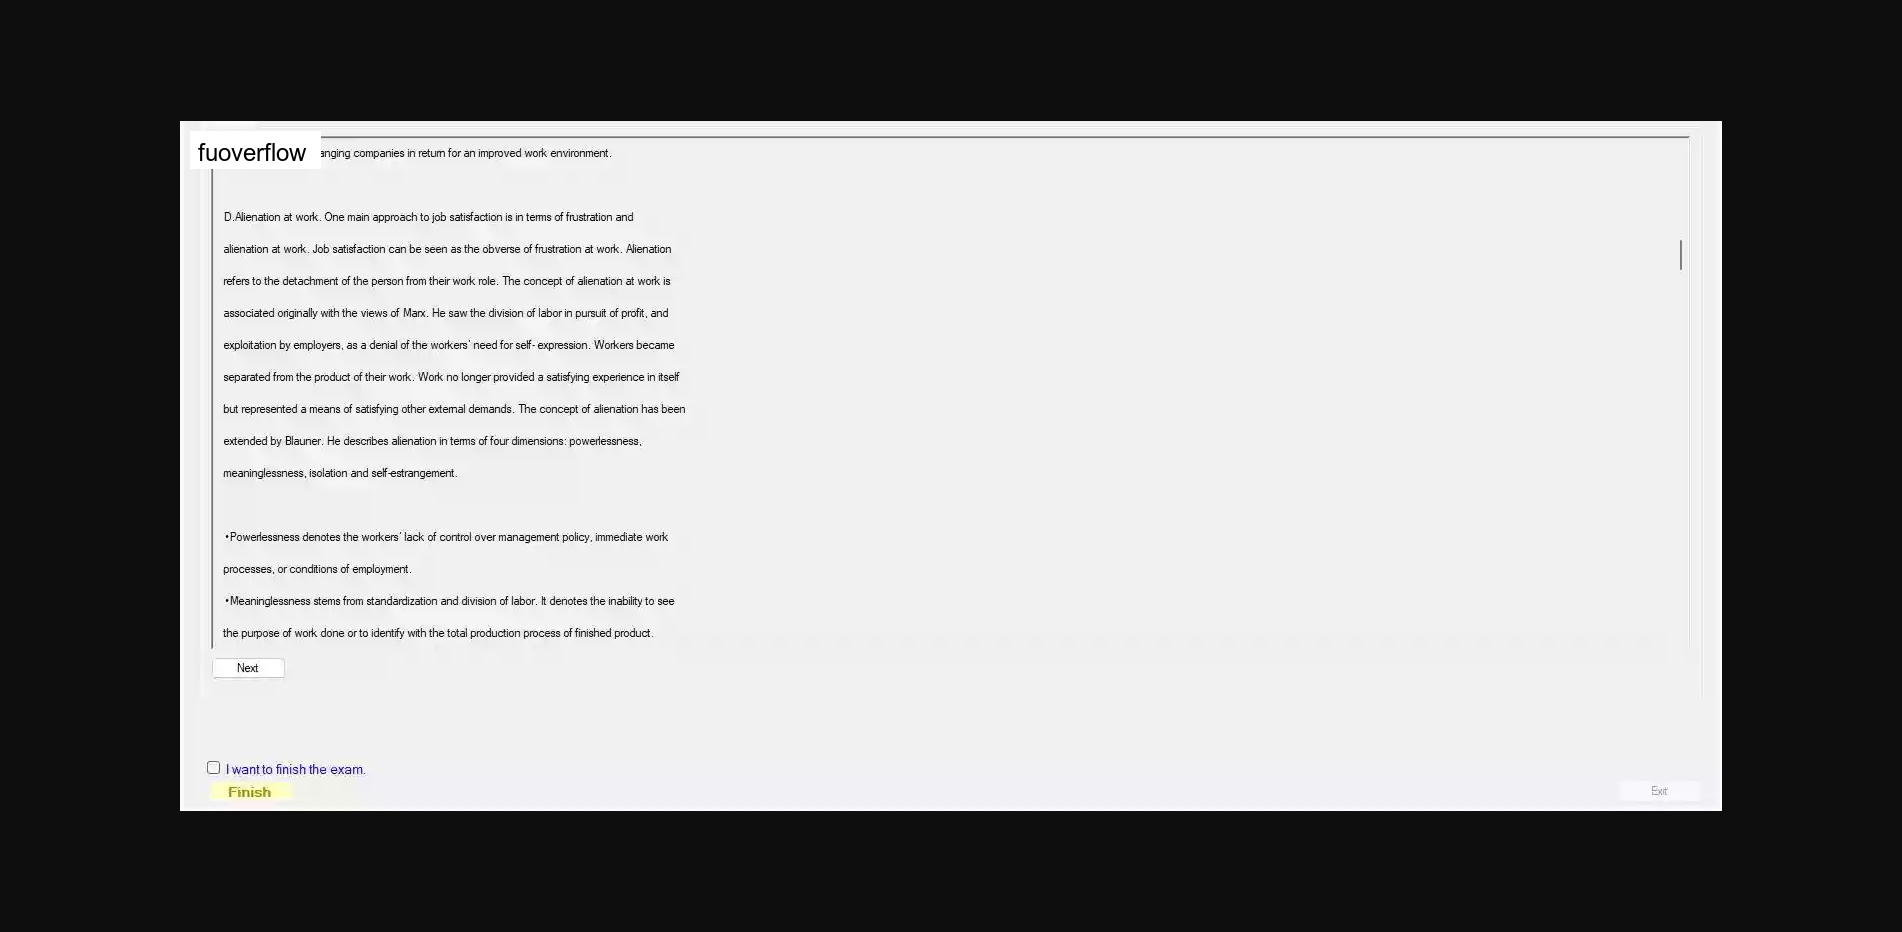 fuoverflow
anging companies in return for an improved work environment.
D.Alienation at work. One main approach to job satisfaction is in terms of frustration and
alienation at work. Job satisfaction can be seen as the obverse of frustration at work. Alienation
refers to the detachment of the person from their work role. The concept of alienation at work is
associated originally with the views of Marx. He saw the division of labor in pursuit of profit, and
exploitation by employers, as a denial of the workers' need for self- expression. Workers became
separated from the product of their work. Work no longer provided a satisfying experience in itself
but represented a means of satisfying other external demands. The concept of alienation has been
extended by Blauner. He describes alienation in terms of four dimensions: powerlessness,
meaninglessness, isolation and self-estrangement.
•Powerlessness denotes the workers' lack of control over management policy, immediate work
processes, or conditions of employment.
•Meaninglessness stems from standardization and division of labor. It denotes the inability to see
the purpose of work done or to identify with the total production process of finished product.
Next
I want to finish the exam.
Finish
Exit